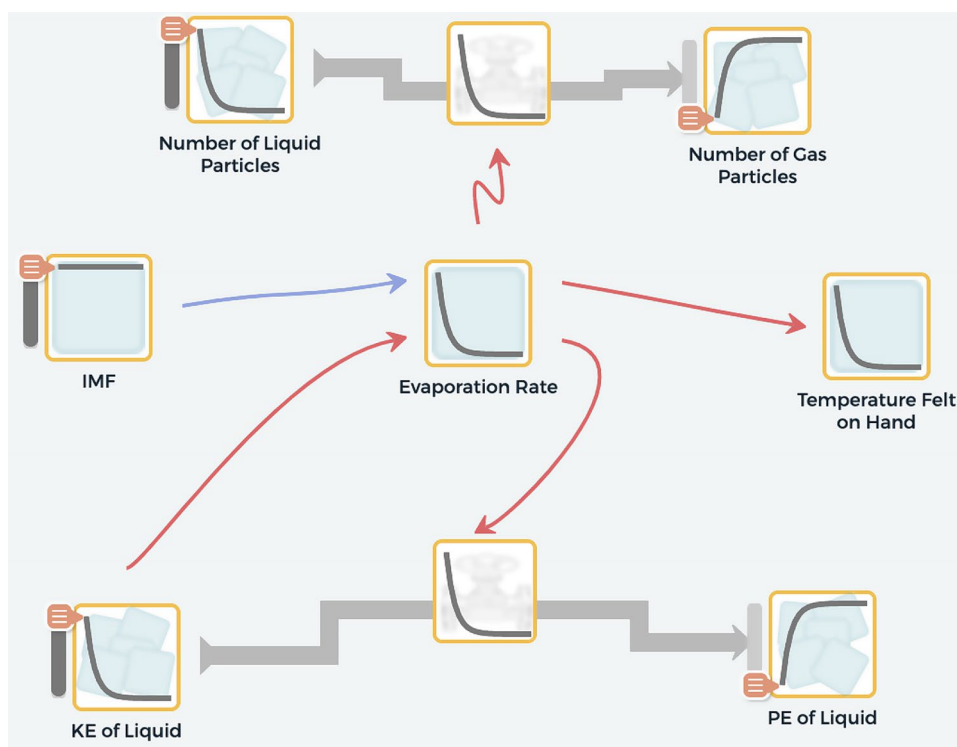 Number of Liquid
Particles
Number of Gas
Particles
IMF
Evaporation Rate
Temperature Felt
on Hand
KE of Liquid
PE of Liquid